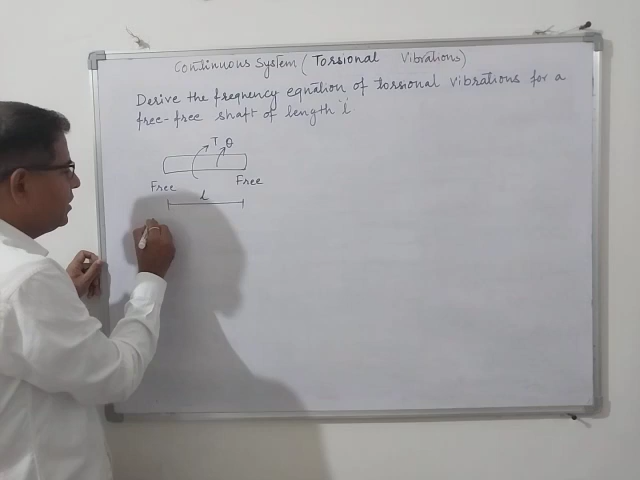 Continuous System (Torsional Vibrations)
Derive the frequency equation of torsional vibrations for a
free-free shaft of length 'l'
T θ
Free Free
L